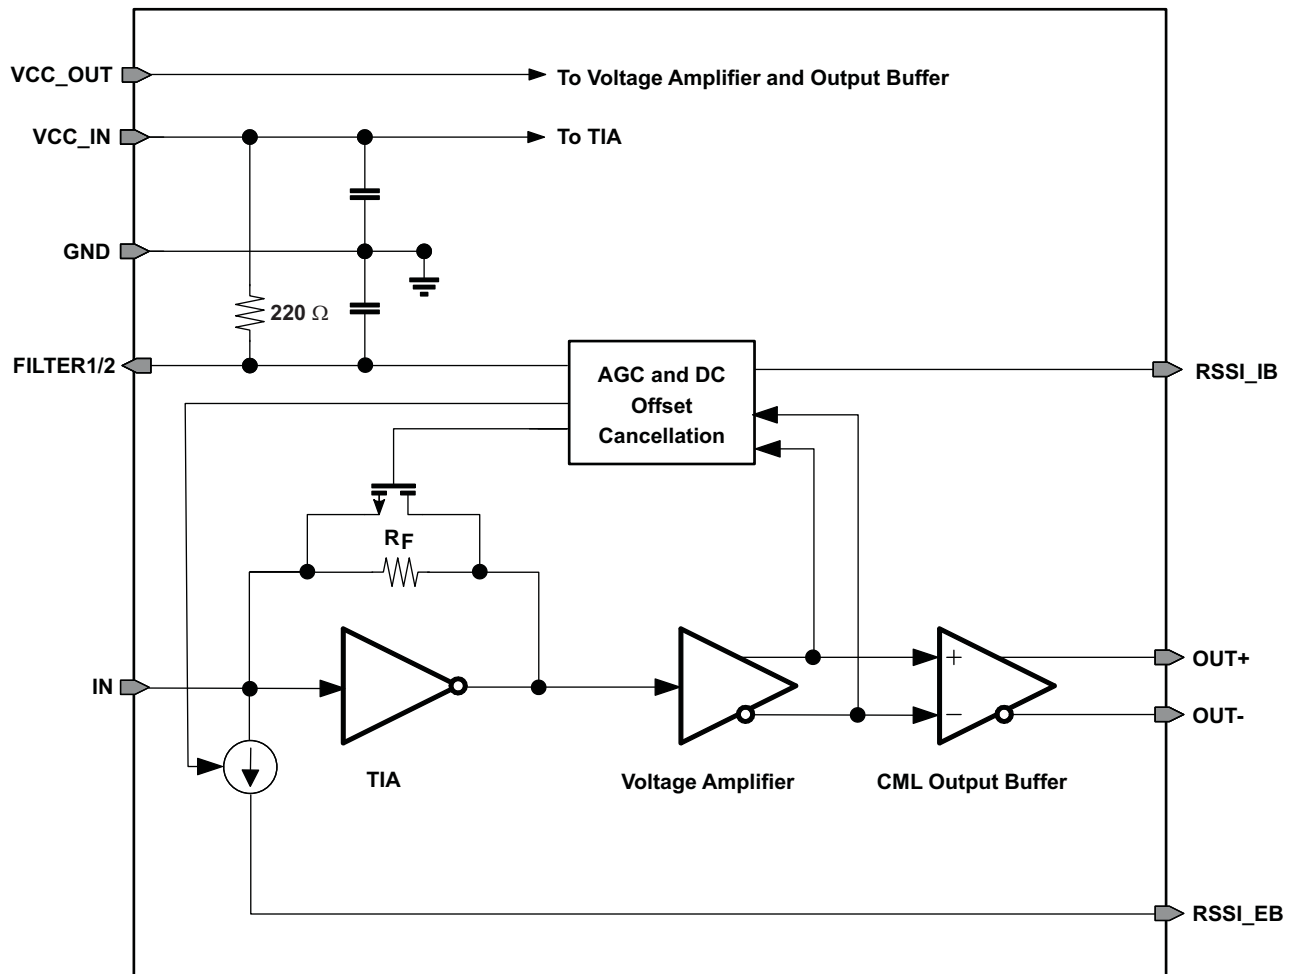 VCC_OUT
To Voltage Amplifier and Output Buffer
VCC_IN
To TIA
GND
220 Ω
FILTER1/2
AGC and DC
Offset
Cancellation
RSSI_IB
RF
IN
+
−
OUT+
OUT-
TIA
Voltage Amplifier
CML Output Buffer
RSSI_EB